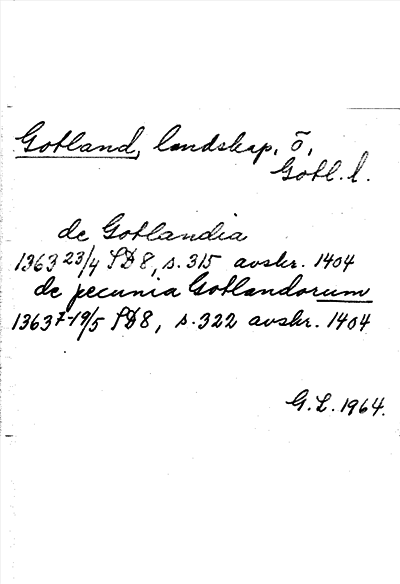 Gotland, landskap, ö,
Gotl. l.
de Gotlandia
1363 23/4 SD 8, s. 315 avskr. 1404
de pecunia Gotlandorum
1363 7-19/5 SD 8, s. 322 avskr. 1404
G. L. 1964.